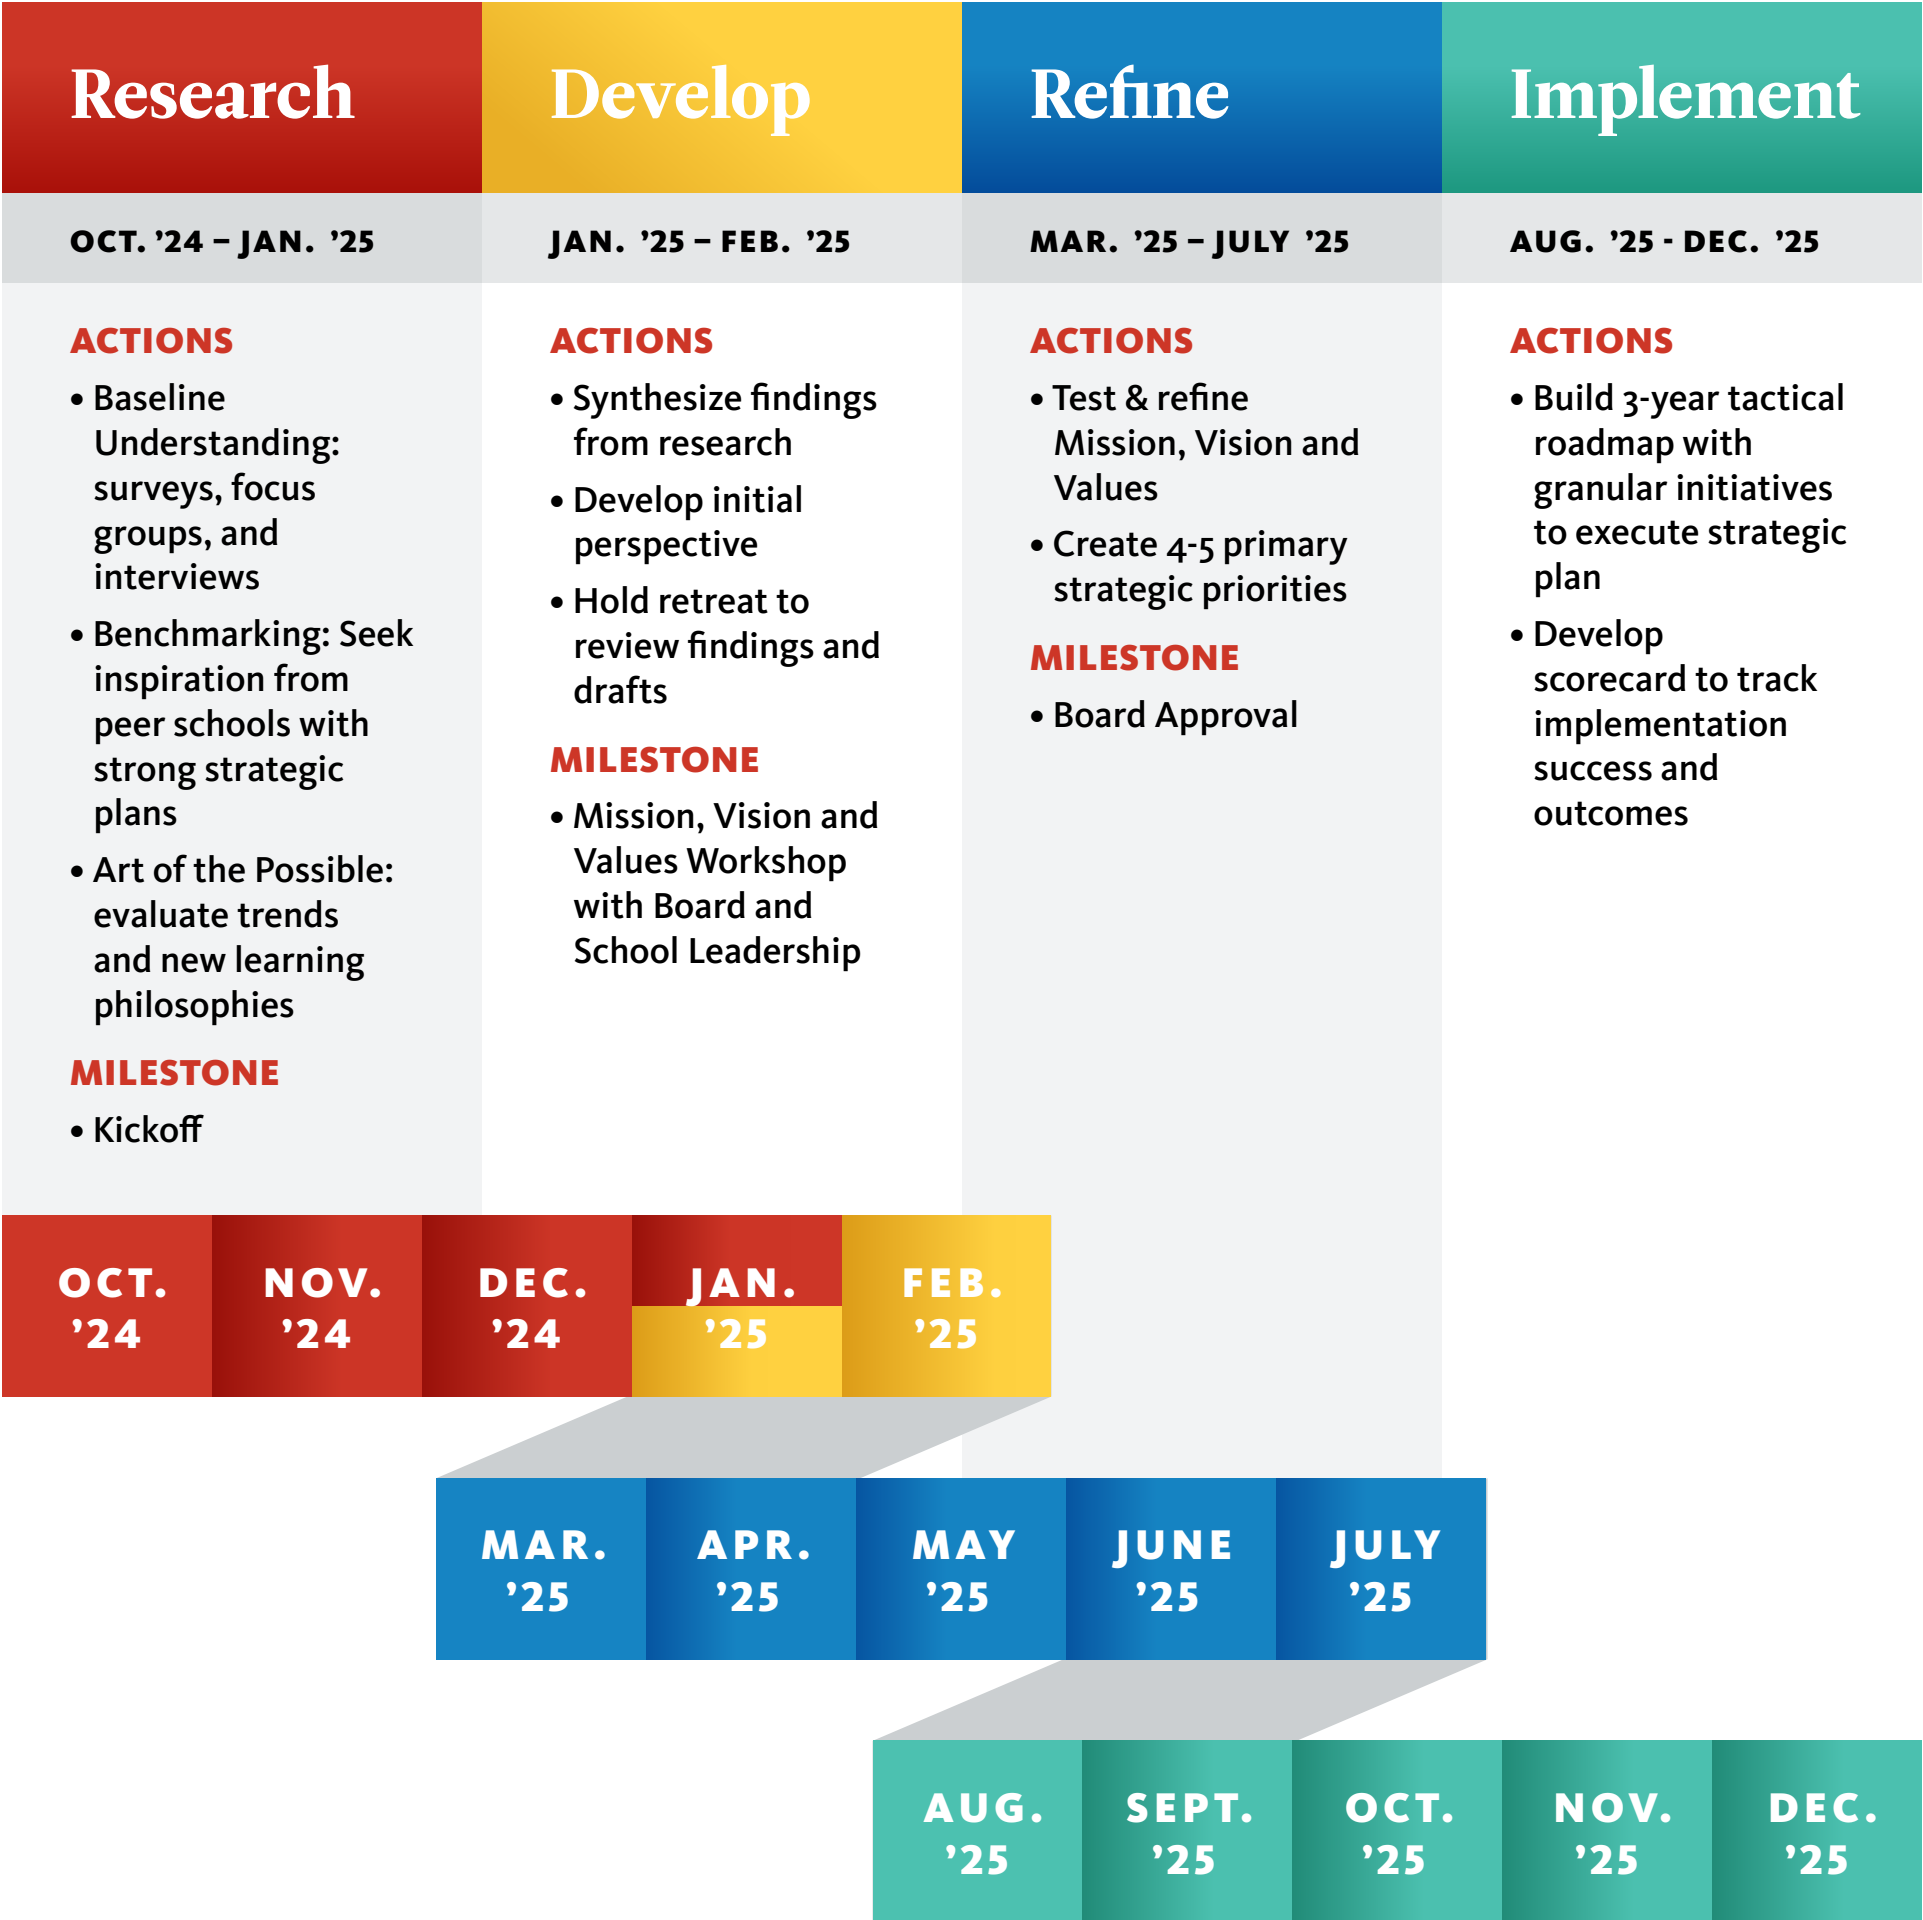 Research
OCT. ’24 – JAN. ’25
ACTIONS
• Baseline
Understanding:
surveys, focus
groups, and
interviews
• Benchmarking: Seek
inspiration from
peer schools with
strong strategic
plans
• Art of the Possible:
evaluate trends
and new learning
philosophies
MILESTONE
• Kickoff
Develop
JAN. ’25 – FEB. ’25
ACTIONS
• Synthesize findings
from research
• Develop initial
perspective
• Hold retreat to
review findings and
drafts
MILESTONE
• Mission, Vision and
Values Workshop
with Board and
School Leadership
Refine
MAR. ’25 – JULY ’25
ACTIONS
• Test & refine
Mission, Vision and
Values
• Create 4-5 primary
strategic priorities
MILESTONE
• Board Approval
Implement
AUG. ’25 - DEC. ’25
ACTIONS
• Build 3-year tactical
roadmap with
granular initiatives
to execute strategic
plan
• Develop
scorecard to track
implementation
success and
outcomes
OCT.
’24
NOV.
’24
DEC.
’24
JAN.
’25
FEB.
’25
MAR.
’25
APR.
’25
MAY
’25
JUNE
’25
JULY
’25
AUG.
’25
SEPT.
’25
OCT.
’25
NOV.
’25
DEC.
’25